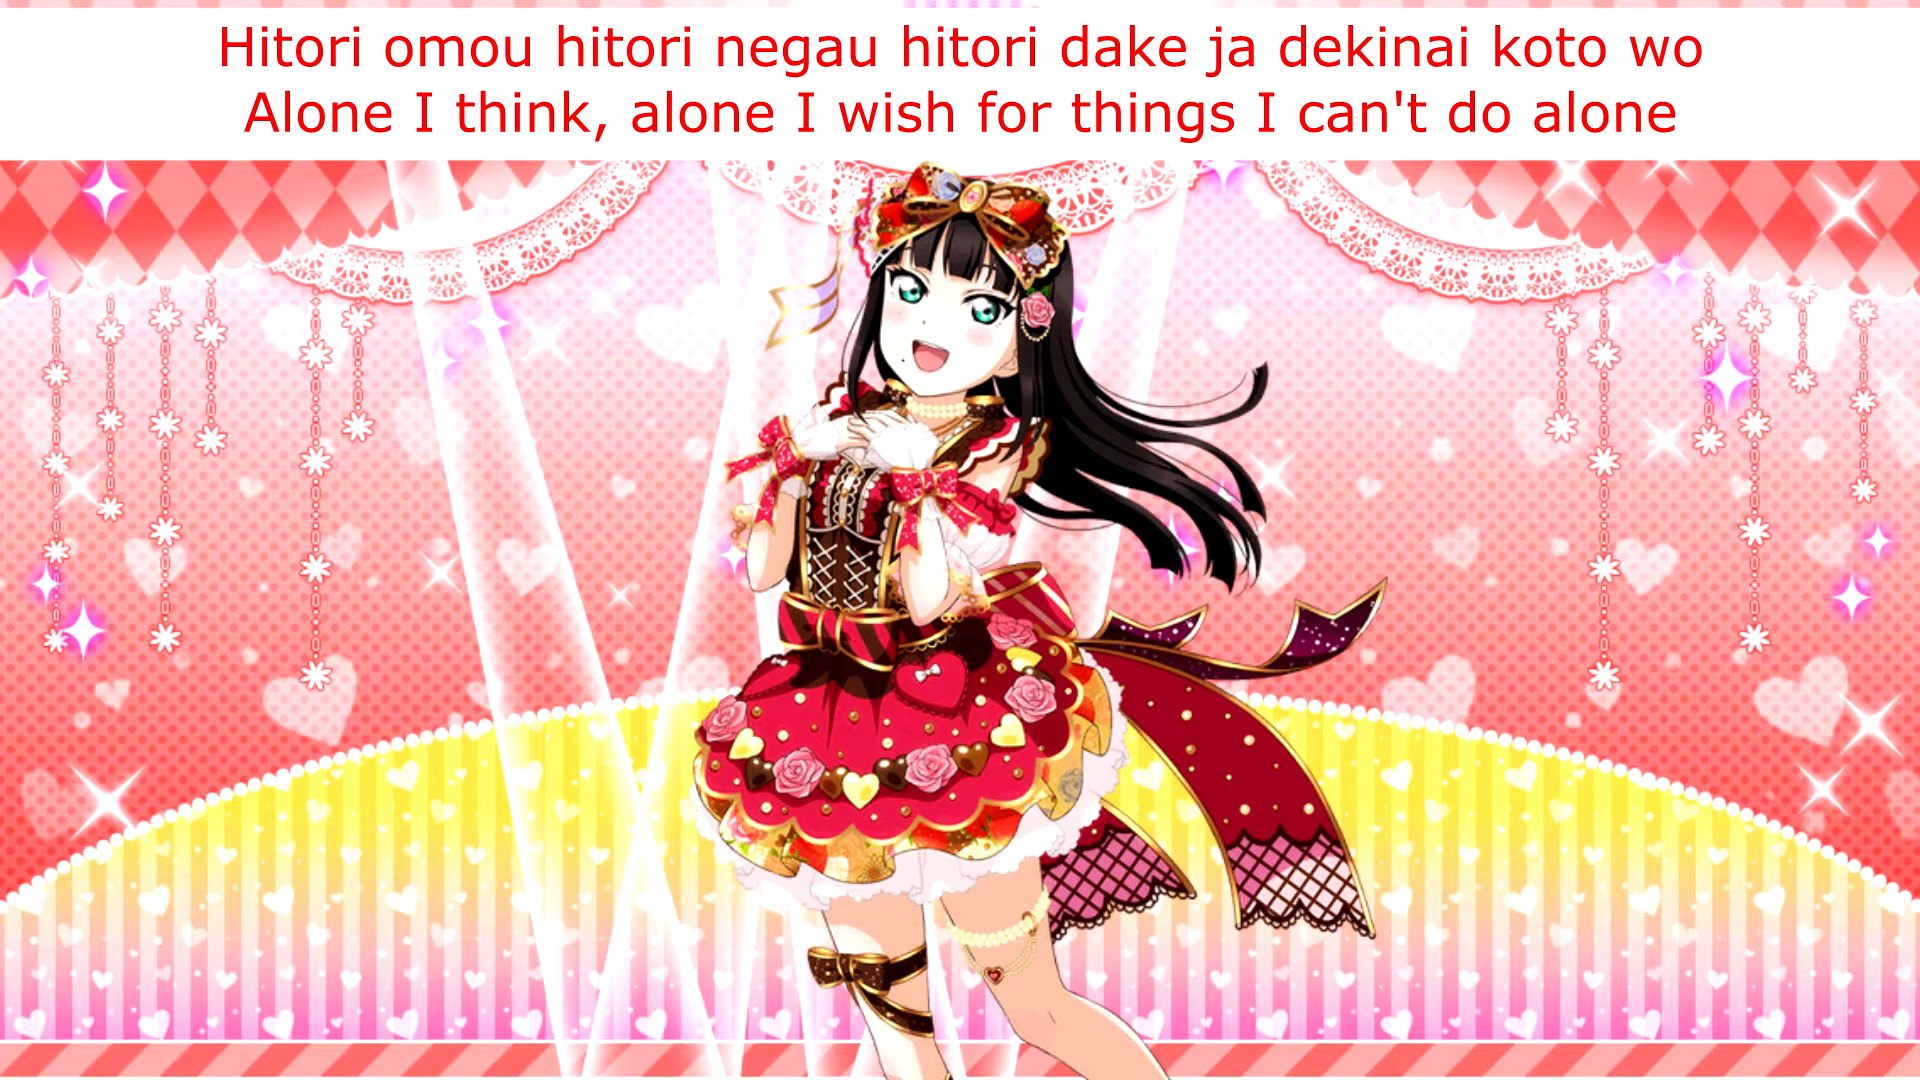 Hitori omou hitori negau hitori dake ja dekinai koto wo
Alone I think, alone I wish for things I can't do alone